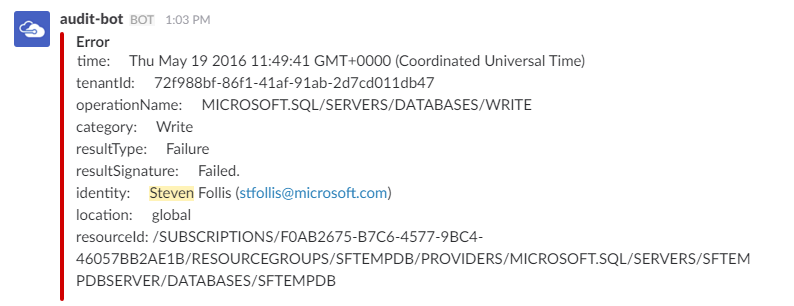 audit-bot BOT 1:03 PM
Error
time: Thu May 19 2016 11:49:41 GMT+0000 (Coordinated Universal Time)
tenantId: 72f988bf-86f1-41af-91ab-2d7cd011db47
operationName: MICROSOFT.SQL/SERVERS/DATABASES/WRITE
category: Write
resultType: Failure
resultSignature: Failed.
identity: Steven Follis (stfollis@microsoft.com)
location: global
resourceId: /SUBSCRIPTIONS/F0AB2675-B7C6-4577-9BC4-
46057BB2AE1B/RESOURCEGROUPS/SFTEMPDB/PROVIDERS/MICROSOFT.SQL/SERVERS/SFTEM
PDBSERVER/DATABASES/SFTEMPDB